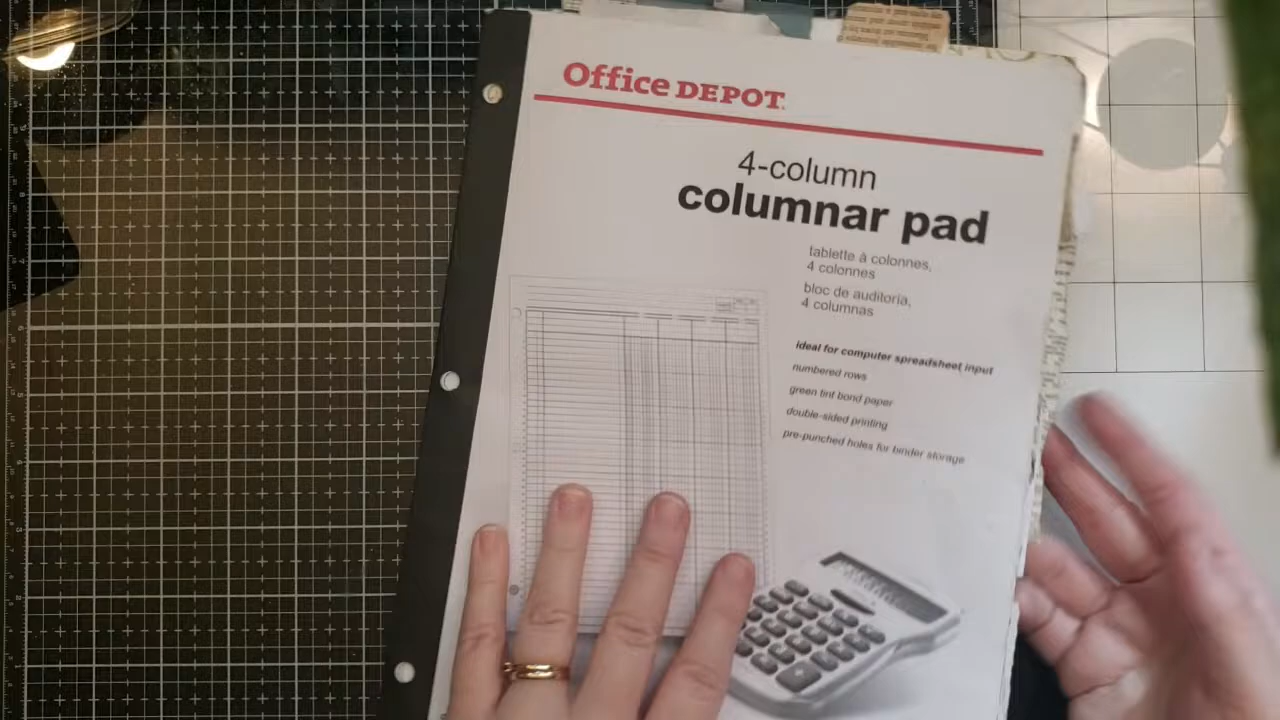 Office DEPOT.
4-column
columnar pad
tablette à colonnes,
4 colonnes
bloc de auditoría,
4 columnas
ideal for computer spreadsheet input
numbered rows
green tint bond paper
double-sided printing
pre-punched holes for binder storage